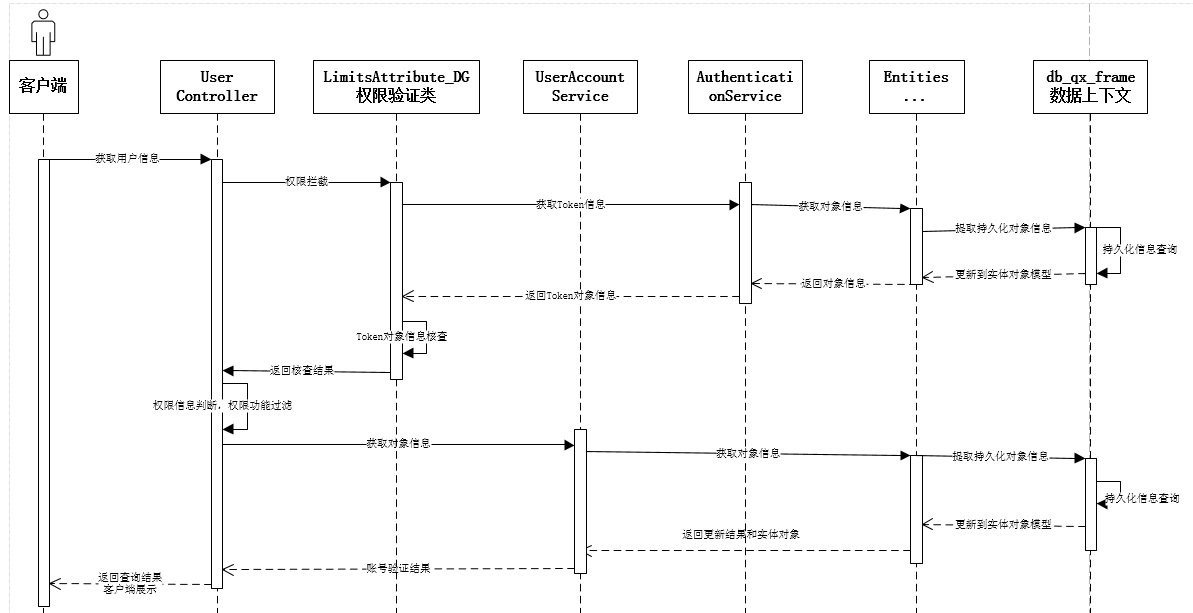 客户端
User
Controller
LimitsAttribute_DG
权限验证类
UserAccount
Service
Authenticati
onService
Entities
...
db_qx_frame
数据上下文
获取用户信息
权限拦截
获取Token信息
获取对象信息
提取持久化对象信息
持久化信息查询
更新到实体对象模型
返回对象信息
返回Token对象信息
Token对象信息核查
返回核查结果
权限信息判断，权限功能过滤
获取对象信息
获取对象信息
提取持久化对象信息
持久化信息查询
更新到实体对象模型
返回更新结果和实体对象
账号验证结果
返回查询结果
客户端展示